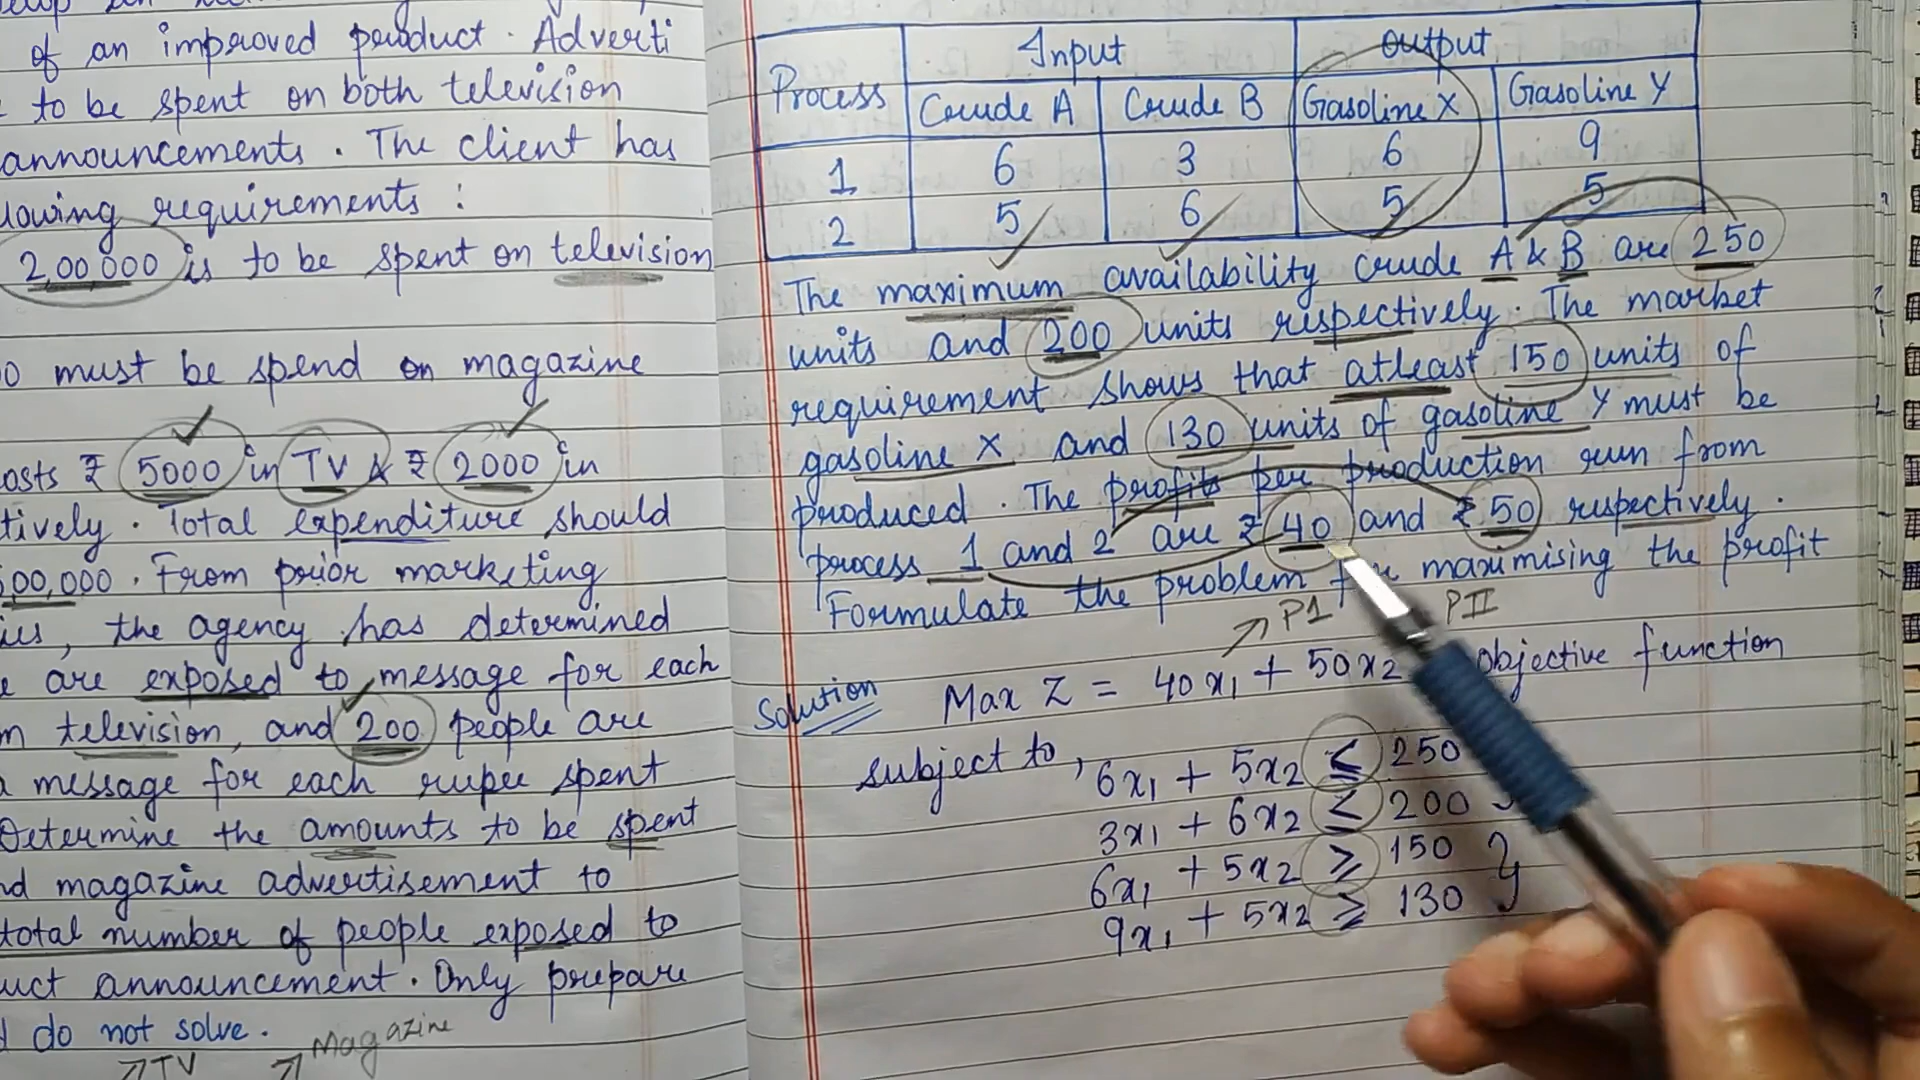 of an improved product. Adverti
to be spent on both television
announcements. The client has
lowing requirements :
2,00,000 is to be spent on television
0 must be spend on magazine
osts ₹ 5000 in TV & ₹ 2000 in
tively. Total expenditure should
00,000. From prior marketing
ies, the agency has determined
e are exposed to message for each
n television, and 200 people are
a message for each rupee spent
Determine the amounts to be spent
nd magazine advertisement to
total number of people exposed to
uct announcement. Only prepare
d do not solve.
TV Magazine
Process Input Output
Crude A Crude B Gasoline X Gasoline Y
1 6 3 6 9
2 5 6 5 5
The maximum availability crude A & B are 250
units and 200 units respectively. The market
requirement shows that atleast 150 units of
gasoline X and 130 units of gasoline Y must be
produced. The profits per production run from
process 1 and 2 are ₹ 40 and ₹ 50 respectively.
Formulate the problem for maximising the profit
P1 PII
Solution Max Z = 40x1 + 50x2 objective function
subject to, 6x1 + 5x2 ≤ 250
3x1 + 6x2 ≤ 200
6x1 + 5x2 ≥ 150
9x1 + 5x2 ≥ 130